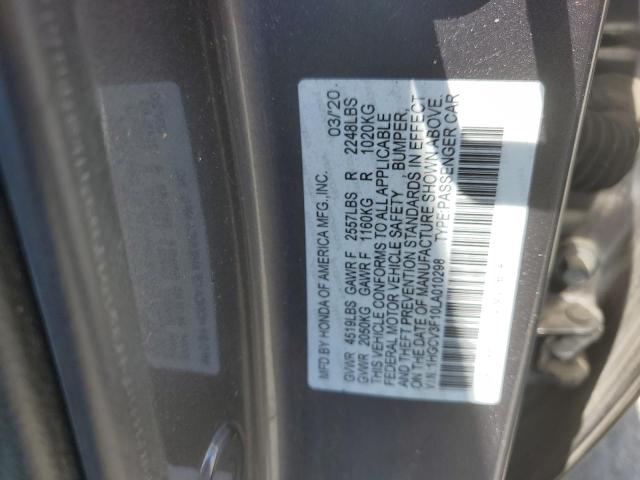 MFD.BY HONDA OF AMERICA MFG.,INC. 03/20
GVWR 4519LBS GAWR F 2557LBS R 2248LBS
GVWR 2050KG GAWR F 1160KG R 1020KG
THIS VEHICLE CONFORMS TO ALL APPLICABLE
FEDERAL MOTOR VEHICLE SAFETY, BUMPER,
AND THEFT PREVENTION STANDARDS IN EFFECT
ON THE DATE OF MANUFACTURE SHOWN ABOVE.
V.I.N.:1HGCV3F10LA010298 TYPE:PASSENGER CAR